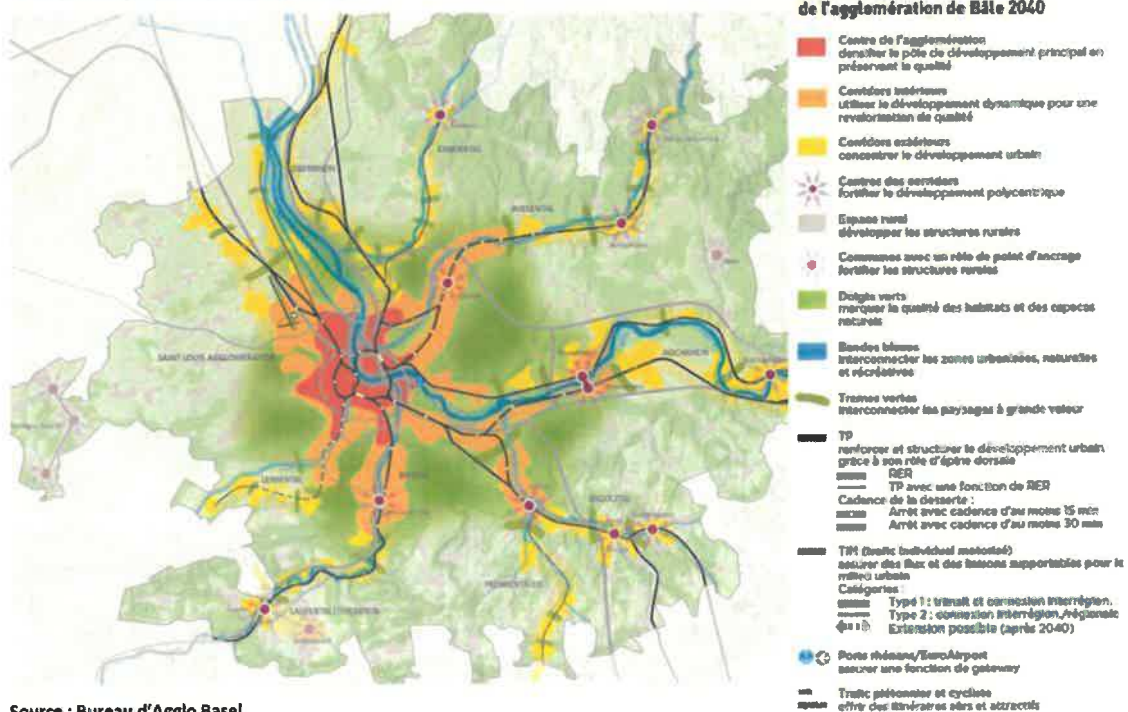 de l'agglomération de Bâle 2040
Centre de l'agglomération
densifier le pôle de développement principal en
préservant la qualité
Corridors intérieurs
utiliser le développement dynamique pour une
revalorisation de qualité
Corridors extérieurs
concentrer le développement urbain
Centres des corridors
fortifier le développement polycentrique
Espace rural
développer les structures rurales
Communes avec un rôle de point d'ancrage
fortifier les structures rurales
Doigts verts
marquer la qualité des habitats et des espaces
naturels
Bandes bleues
interconnecter les zones urbanisées, naturelles
et récréatives
Trames vertes
interconnecter les paysages à grande valeur
TP
renforcer et structurer le développement urbain
grâce à son rôle d'épine dorsale
RER
TP avec une fonction de RER
Cadence de la desserte :
Arrêt avec cadence d'au moins 15 min
Arrêt avec cadence d'au moins 30 min
TIM (trafic individuel motorisé)
assurer des flux et des liaisons supportables pour le
milieu urbain
Catégories :
Type 1 : transit et connexion interrégion.
Type 2 : connexion interrégion./régionale
Extension possible (après 2040)
Ports rhénans/EuroAirport
assurer une fonction de gateway
Trafic piétonnier et cycliste
offrir des itinéraires sûrs et attractifs
SAINT LOUIS AGGLOMERATION
WIESENTAL
KANDERTAL
HOCHRHEIN
LEIMENTAL
BIRSECK
ERGOLZTAL
Source : Bureau d'Agglo Basel